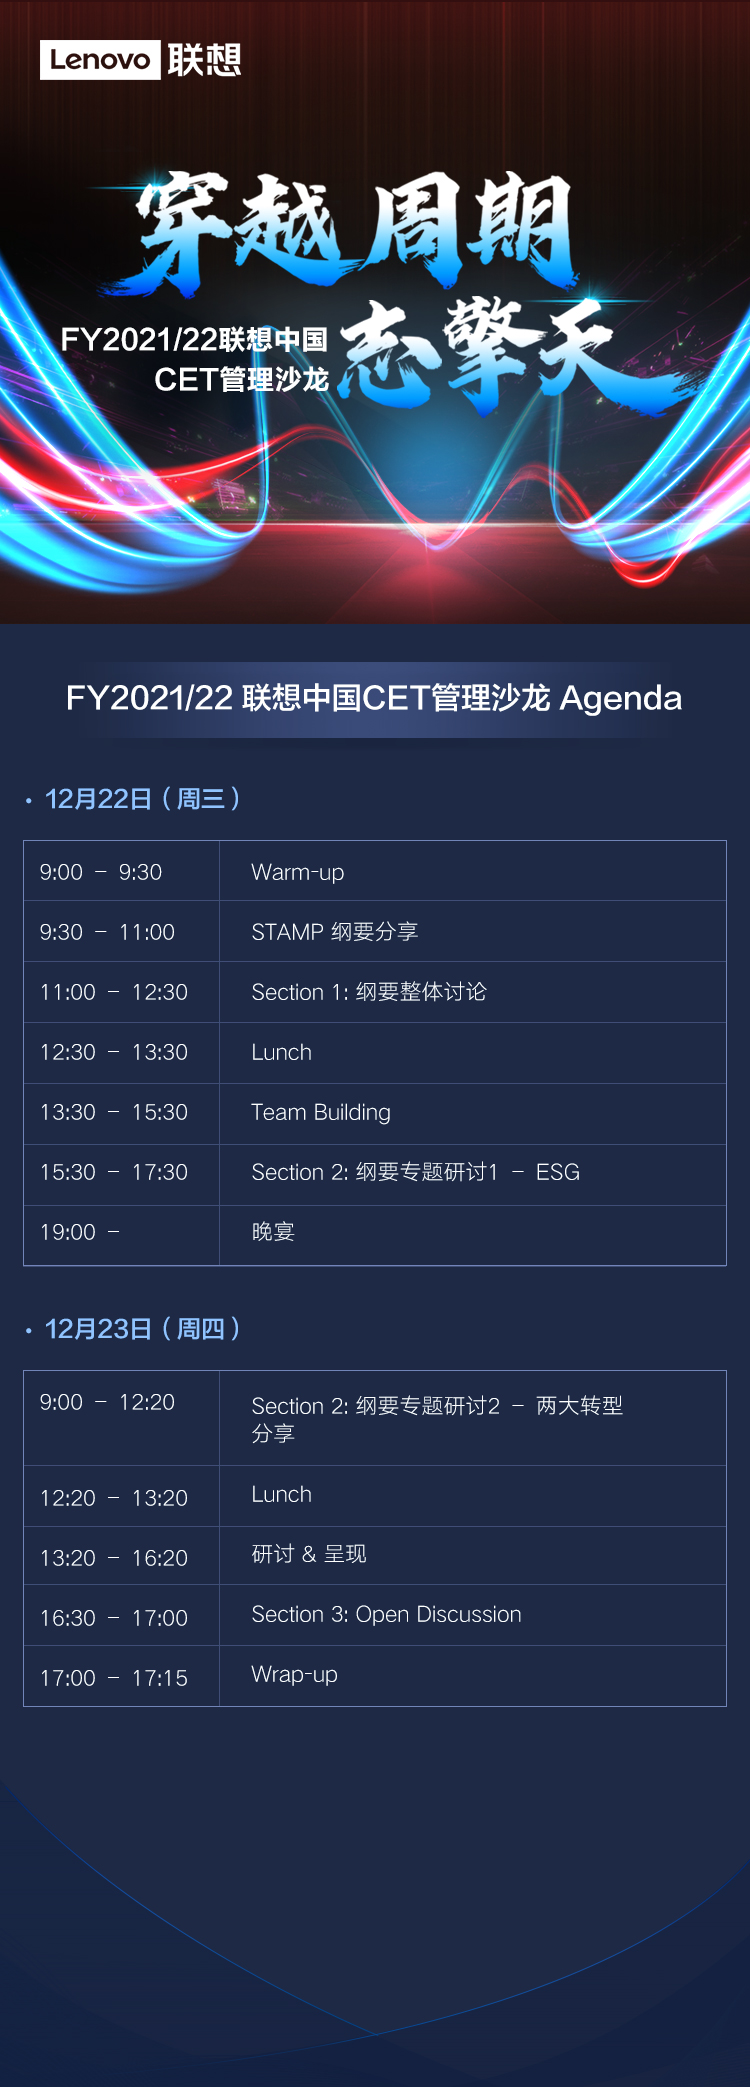 Lenovo 联想
穿越周期
志擎天
FY2021/22联想中国
CET管理沙龙
FY2021/22 联想中国CET管理沙龙 Agenda
• 12月22日（周三）
9:00 – 9:30 Warm-up
9:30 – 11:00 STAMP 纲要分享
11:00 – 12:30 Section 1: 纲要整体讨论
12:30 – 13:30 Lunch
13:30 – 15:30 Team Building
15:30 – 17:30 Section 2: 纲要专题研讨1 – ESG
19:00 – 晚宴
• 12月23日（周四）
9:00 – 12:20 Section 2: 纲要专题研讨2 – 两大转型
分享
12:20 – 13:20 Lunch
13:20 – 16:20 研讨 & 呈现
16:30 – 17:00 Section 3: Open Discussion
17:00 – 17:15 Wrap-up